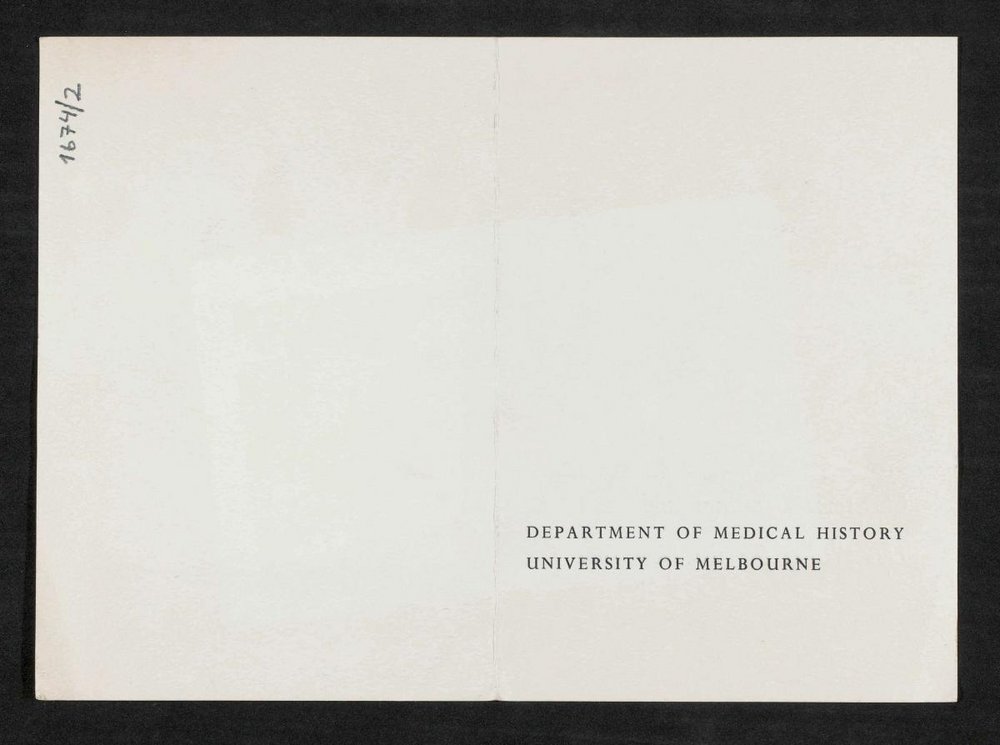 1674/2
DEPARTMENT OF MEDICAL HISTORY
UNIVERSITY OF MELBOURNE